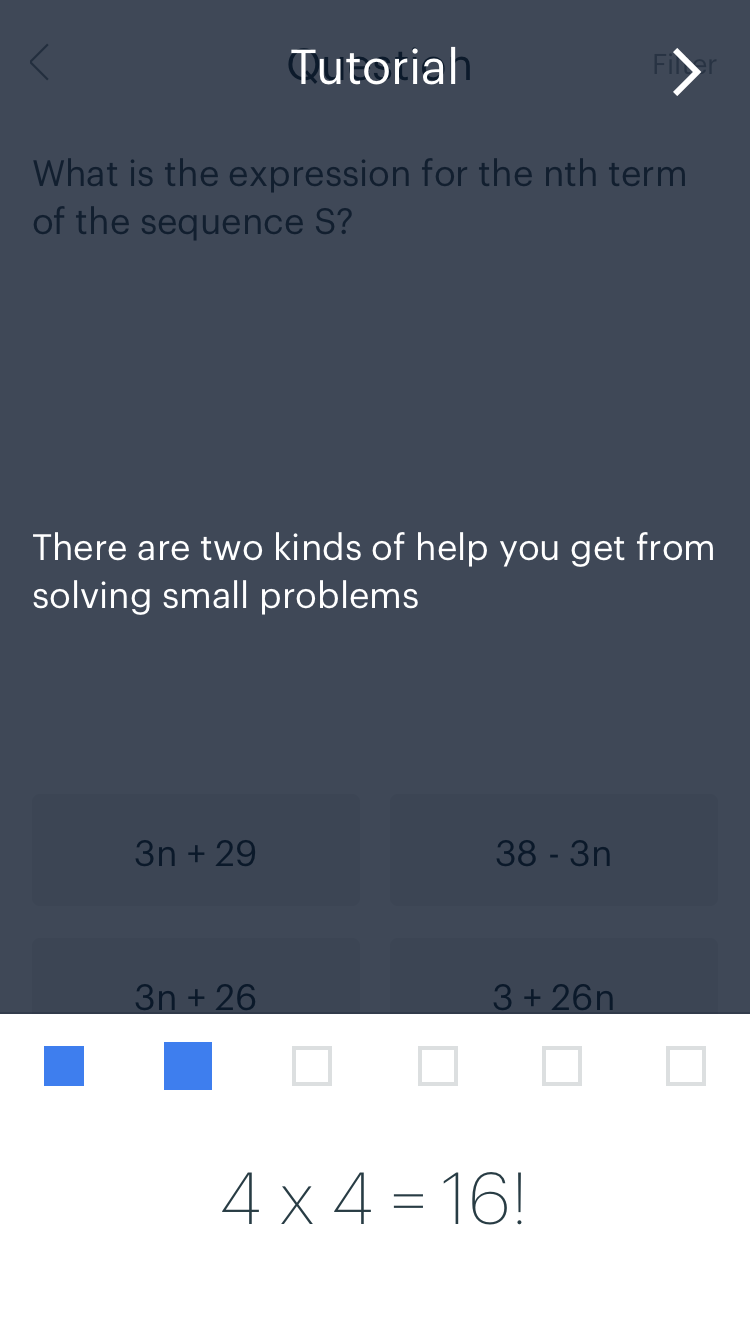 Question
Tutorial
Filter
What is the expression for the nth term
of the sequence S?
There are two kinds of help you get from
solving small problems
3n + 29
38 - 3n
3n + 26
3 + 26n
4 x 4 = 16!